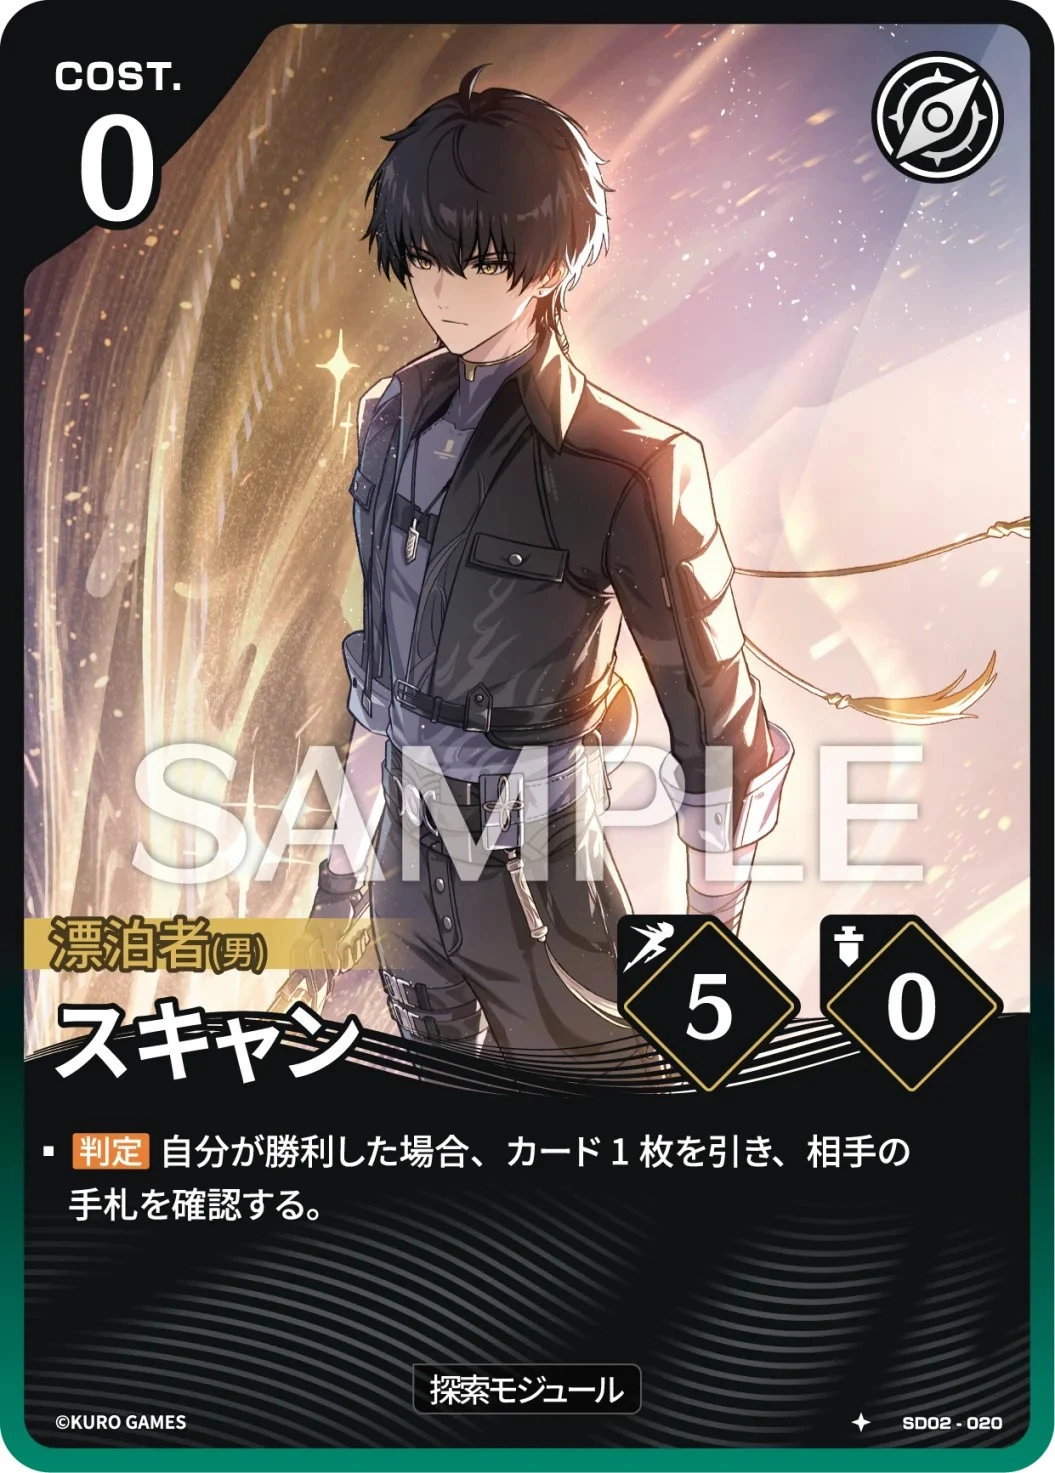 COST.
0
SAMPLE
漂泊者(男)
スキャン
5
0
▪ 判定 自分が勝利した場合、カード1枚を引き、相手の
手札を確認する。
探索モジュール
©KURO GAMES
SD02 - 020